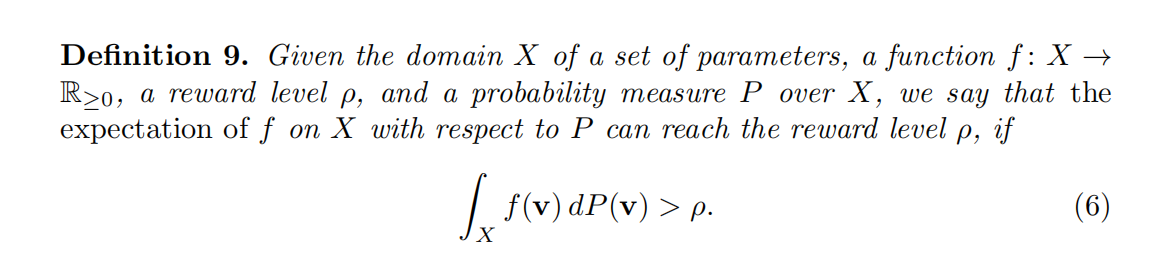 Definition 9. Given the domain X of a set of parameters, a function f: X →
ℝ≥0, a reward level ρ, and a probability measure P over X, we say that the
expectation of f on X with respect to P can reach the reward level ρ, if
∫_X f(v) dP(v) > ρ. (6)